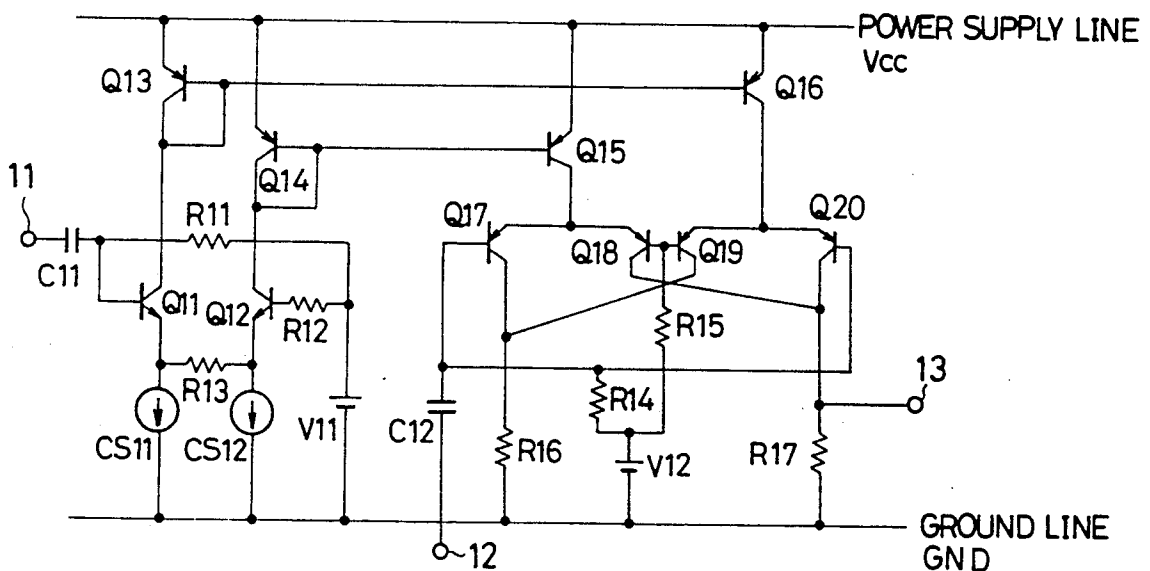 POWER SUPPLY LINE
Vcc
Q13
Q16
Q14
Q15
11
R11
Q17
Q18
Q19
Q20
C11
Q11
Q12
R12
R15
R13
13
CS11
CS12
V11
C12
R14
R16
V12
R17
12
GROUND LINE
GND